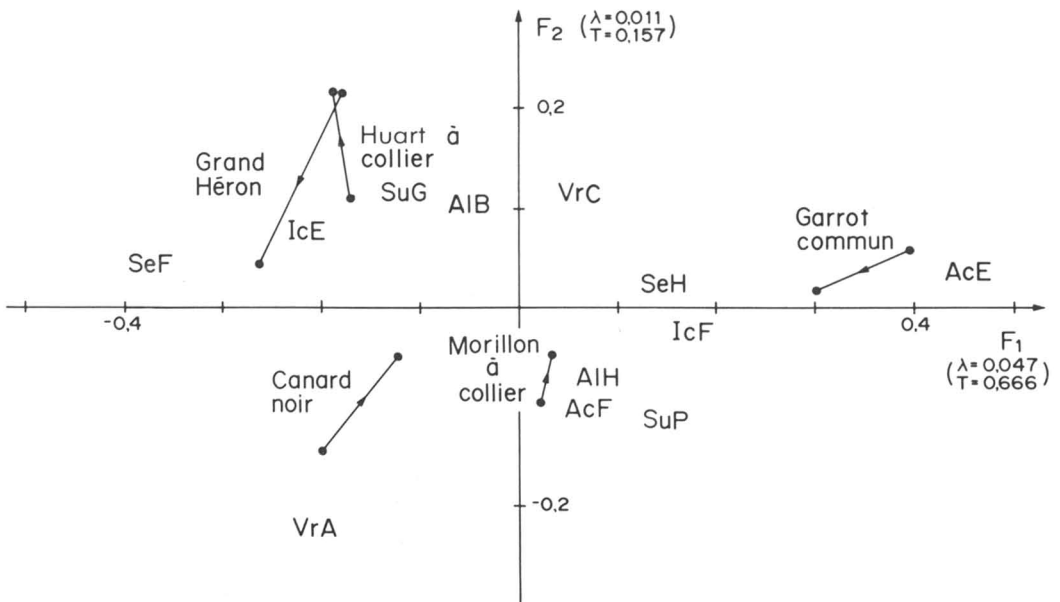 F2 (λ=0,011
T=0,157)
0,2
Huart à
collier
Grand
Héron
SuG
AlB
VrC
IcE
Garrot
commun
SeF
AcE
SeH
-0,4
0,4
IcF
F1
(λ=0,047
T=0,666)
Morillon
à
collier
Canard
noir
AlH
AcF
SuP
-0,2
VrA